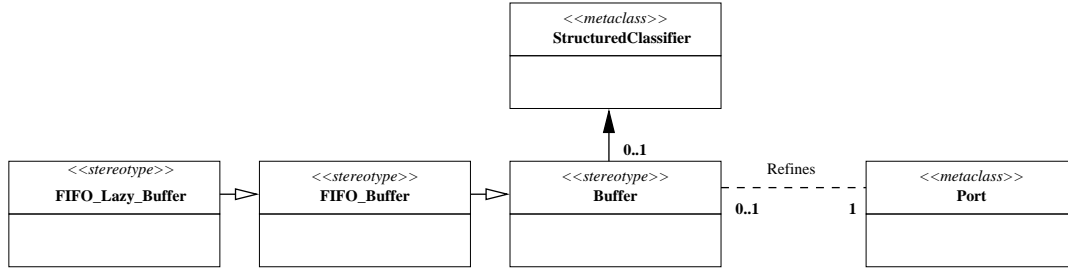 <<metaclass>>
StructuredClassifier
0..1
<<stereotype>>
FIFO_Lazy_Buffer
<<stereotype>>
FIFO_Buffer
<<stereotype>>
Buffer
Refines
0..1
1
<<metaclass>>
Port